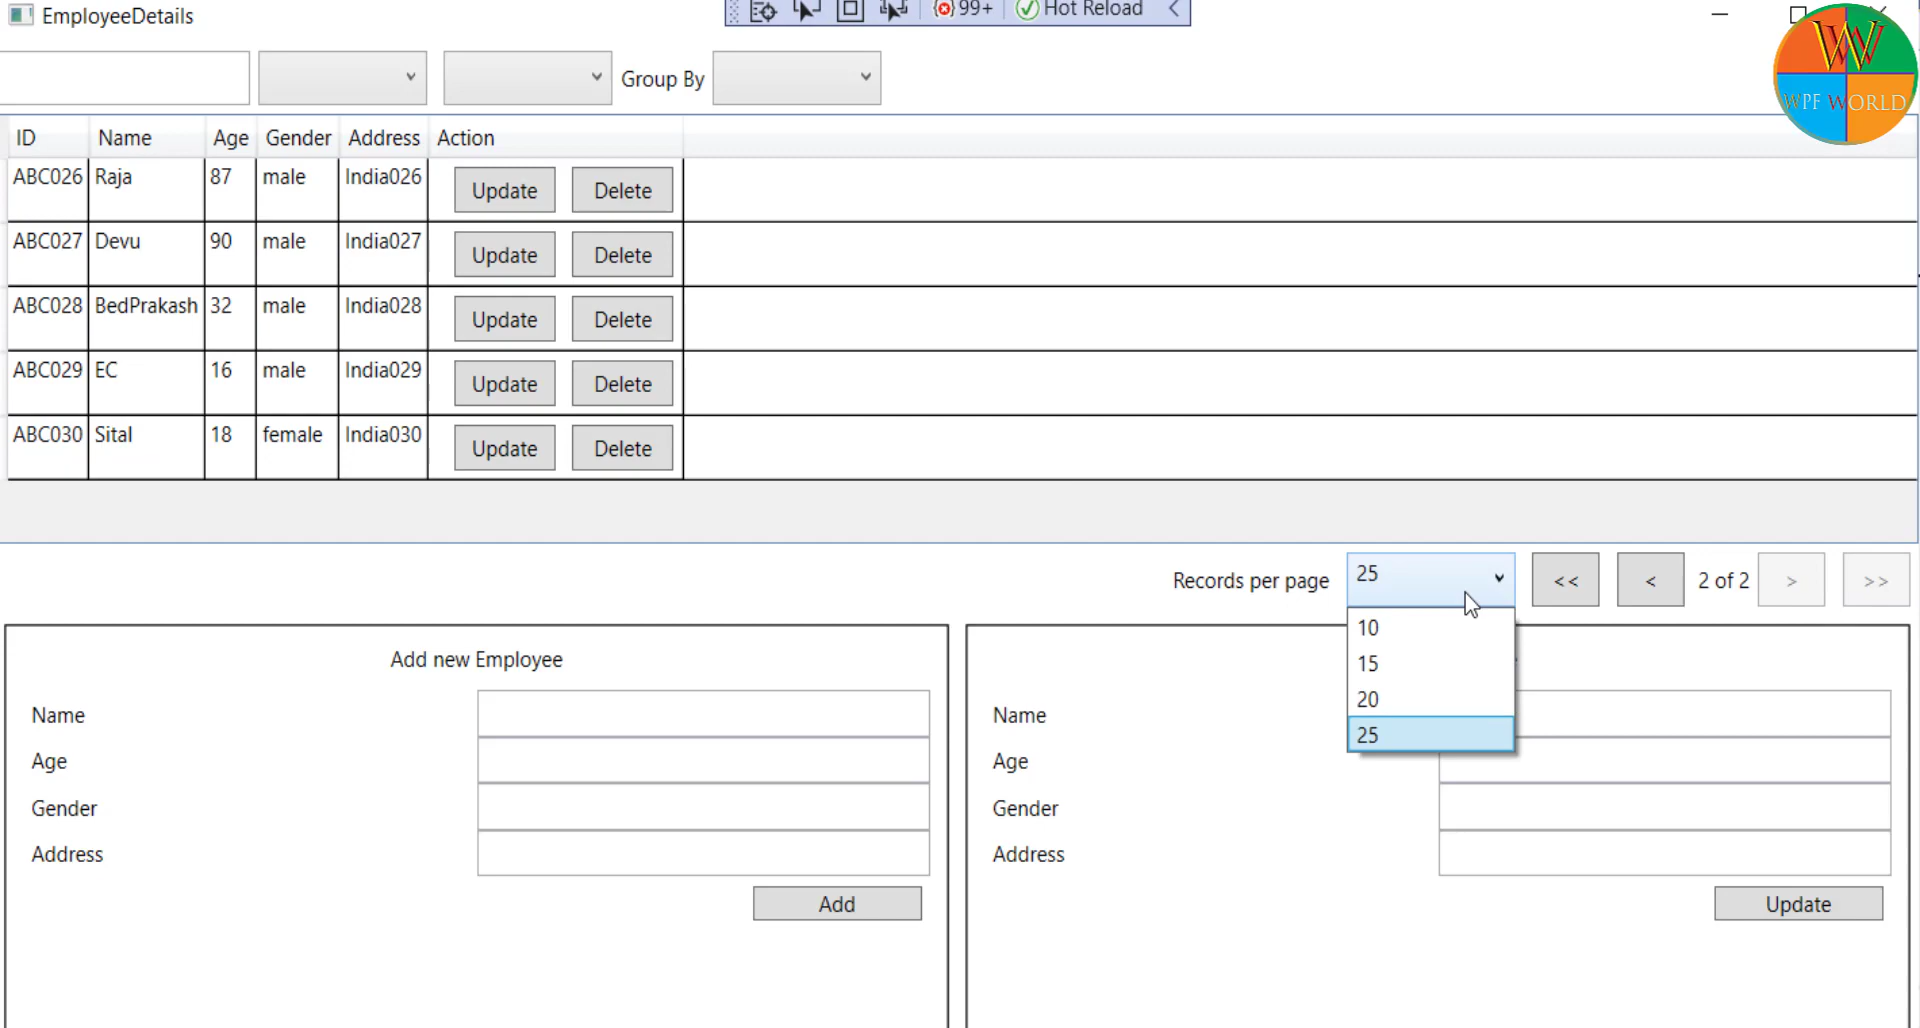 EmployeeDetails
99+ Hot Reload
W
WPF WORLD
Group By
ID Name Age Gender Address Action
ABC026 Raja 87 male India026 Update Delete
ABC027 Devu 90 male India027 Update Delete
ABC028 BedPrakash 32 male India028 Update Delete
ABC029 EC 16 male India029 Update Delete
ABC030 Sital 18 female India030 Update Delete
Records per page 25 << < 2 of 2 > >>
10
15
20
25
Add new Employee
Name
Age
Gender
Address
Add
Name
Age
Gender
Address
Update